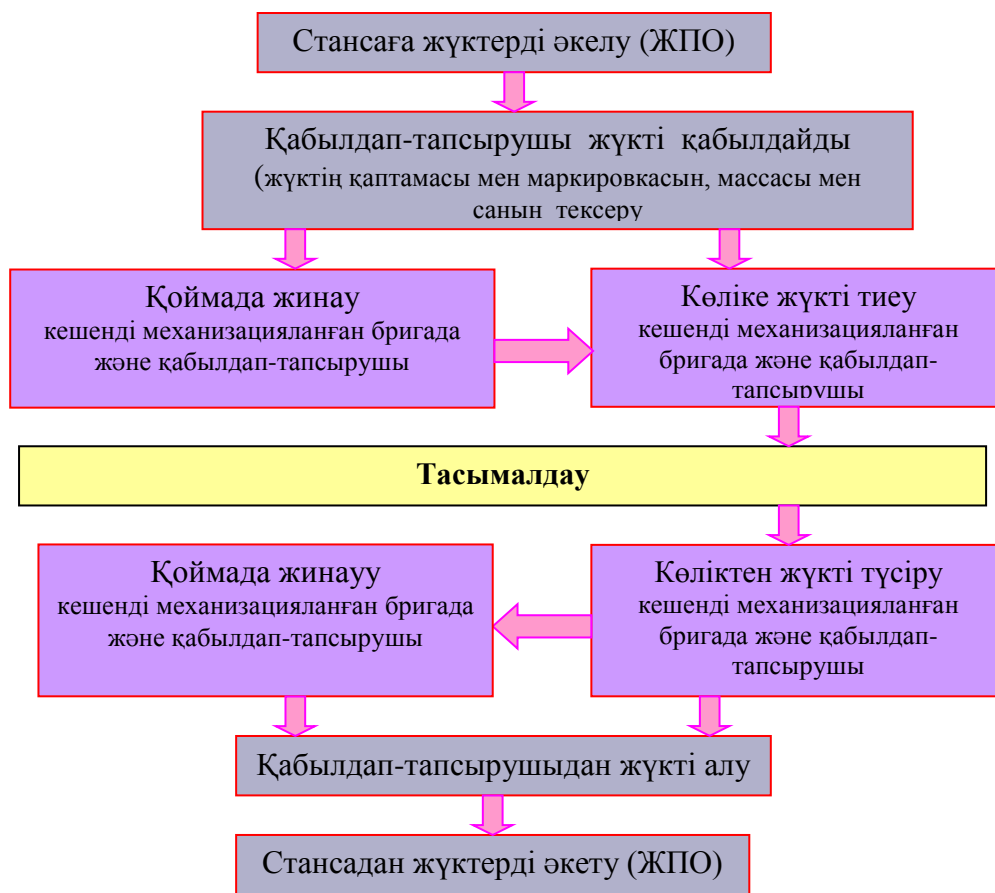 Стансаға жүктерді әкелу (ЖПО)
Қабылдап-тапсырушы жүкті қабылдайды
(жүктің қаптамасы мен маркировкасын, массасы мен
санын тексеру
Қоймада жинау
кешенді механизацияланған бригада
және қабылдап-тапсырушы
Көліке жүкті тиеу
кешенді механизацияланған
бригада және қабылдап-
тапсырушы
Тасымалдау
Қоймада жинауу
кешенді механизацияланған бригада
және қабылдап-тапсырушы
Көліктен жүкті түсіру
кешенді механизацияланған
бригада және қабылдап-
тапсырушы
Қабылдап-тапсырушыдан жүкті алу
Стансадан жүктерді әкету (ЖПО)